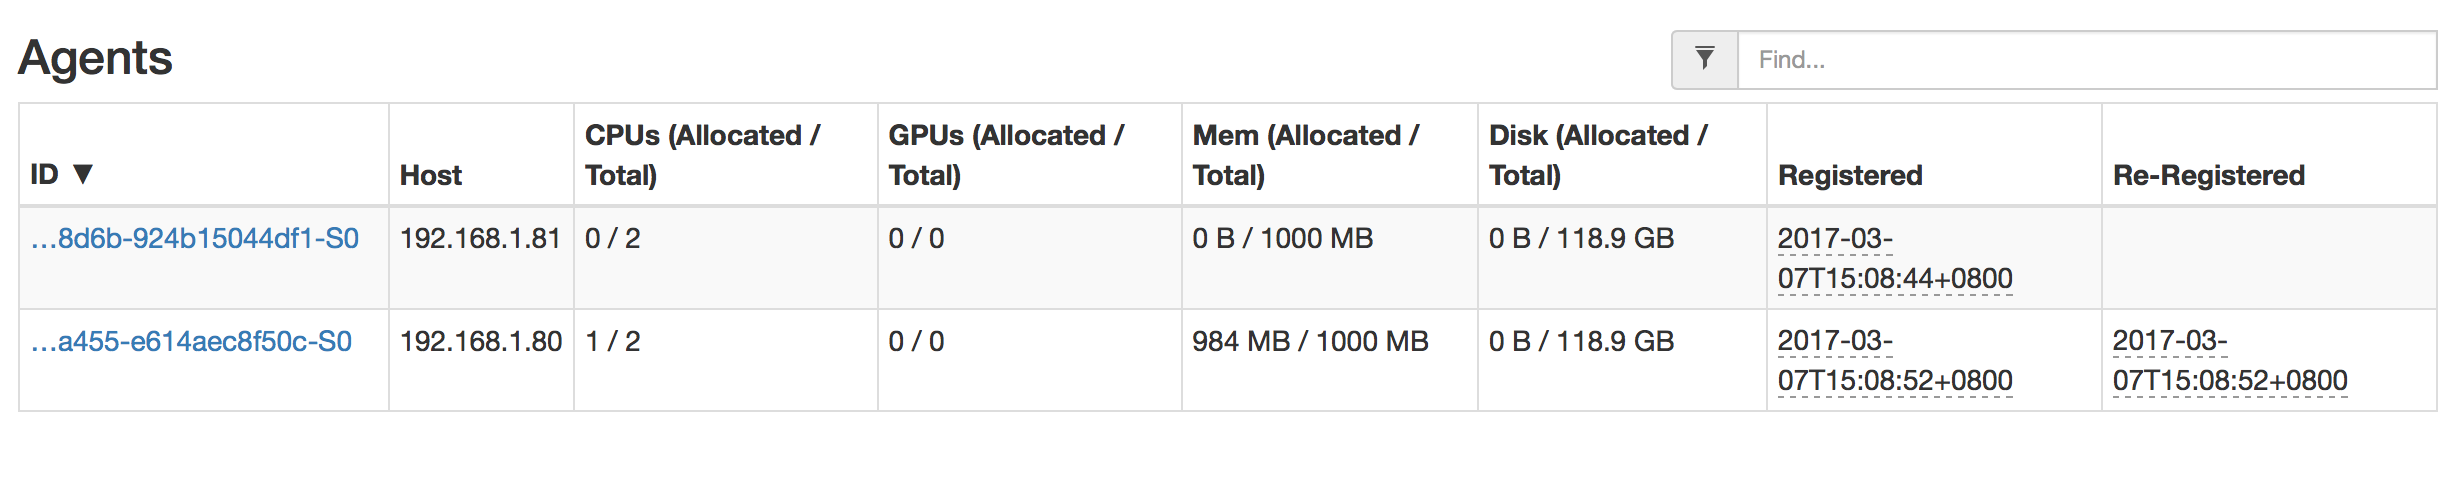 Agents
Find...
ID ▼ Host CPUs (Allocated / Total) GPUs (Allocated / Total) Mem (Allocated / Total) Disk (Allocated / Total) Registered Re-Registered
...8d6b-924b15044df1-S0 192.168.1.81 0 / 2 0 / 0 0 B / 1000 MB 0 B / 118.9 GB 2017-03-07T15:08:44+0800
...a455-e614aec8f50c-S0 192.168.1.80 1 / 2 0 / 0 984 MB / 1000 MB 0 B / 118.9 GB 2017-03-07T15:08:52+0800 2017-03-07T15:08:52+0800